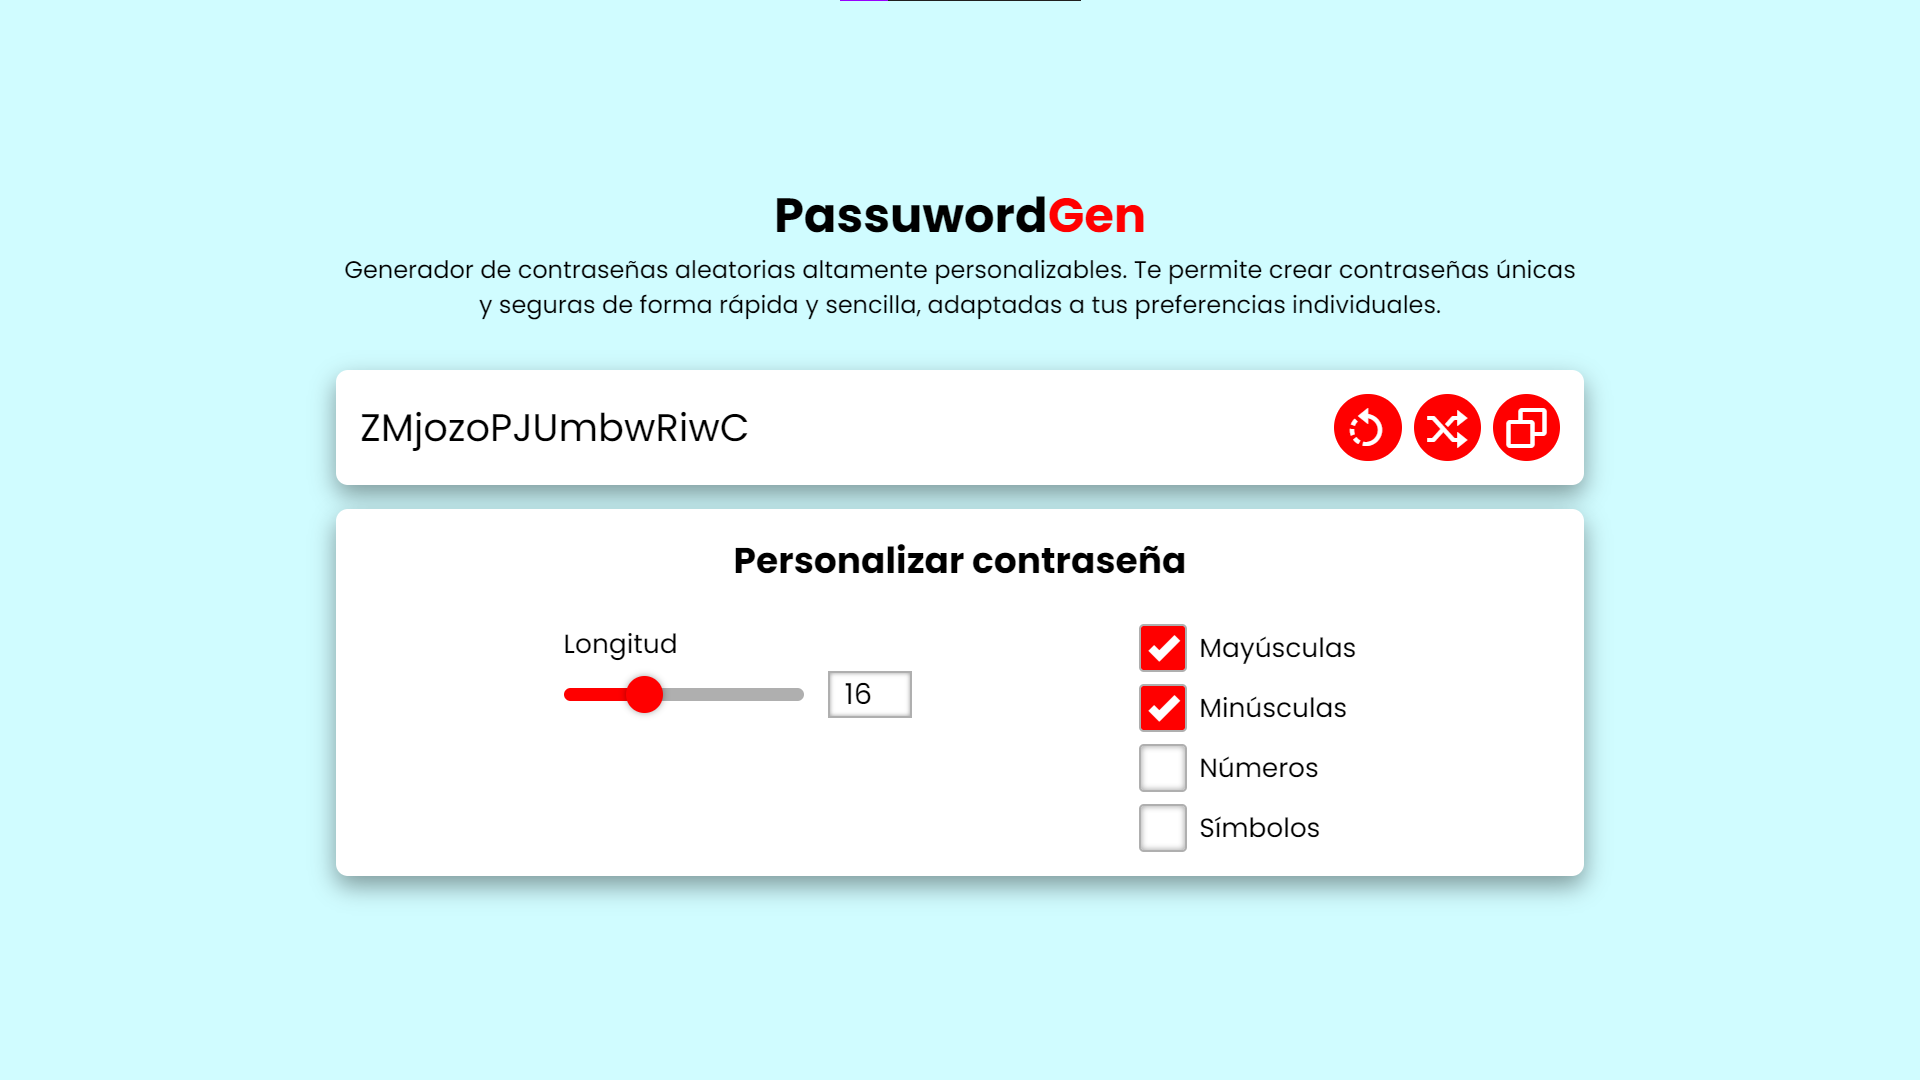 PassuwordGen
Generador de contraseñas aleatorias altamente personalizables. Te permite crear contraseñas únicas
y seguras de forma rápida y sencilla, adaptadas a tus preferencias individuales.
ZMjozoPJUmbwRiwC
Personalizar contraseña
Longitud
16
Mayúsculas
Minúsculas
Números
Símbolos